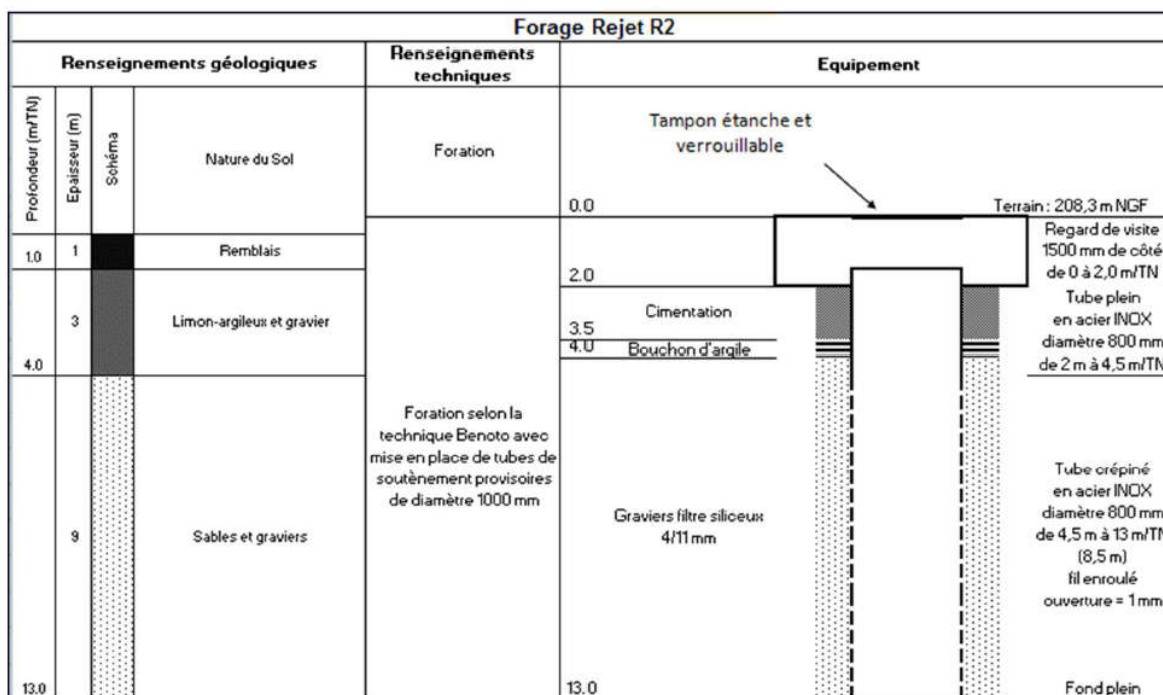 Forage Rejet R2
Renseignements géologiques
Renseignements
techniques
Equipement
Profondeur (m/TN)
Epaisseur (m)
Schéma
Nature du Sol
Foration
Tampon étanche et
verrouillable
0.0
Terrain : 208,3 m NGF
1.0
1
Remblais
Regard de visite
1500 mm de côté
de 0 à 2,0 m/TN
2.0
3
Limon-argileux et gravier
4.0
Cimentation
3.5
4.0
Bouchon d'argile
Tube plein
en acier INOX
diamètre 800 mm
de 2 m à 4,5 m/TN
9
Sables et graviers
Foration selon la
technique Benoto avec
mise en place de tubes de
soutènement provisoires
de diamètre 1000 mm
Graviers filtre siliceux
4/11 mm
Tube crépiné
en acier INOX
diamètre 800 mm
de 4,5 m à 13 m/TN
(8,5 m)
fil enroulé
ouverture = 1 mm
13.0
13.0
Fond plein